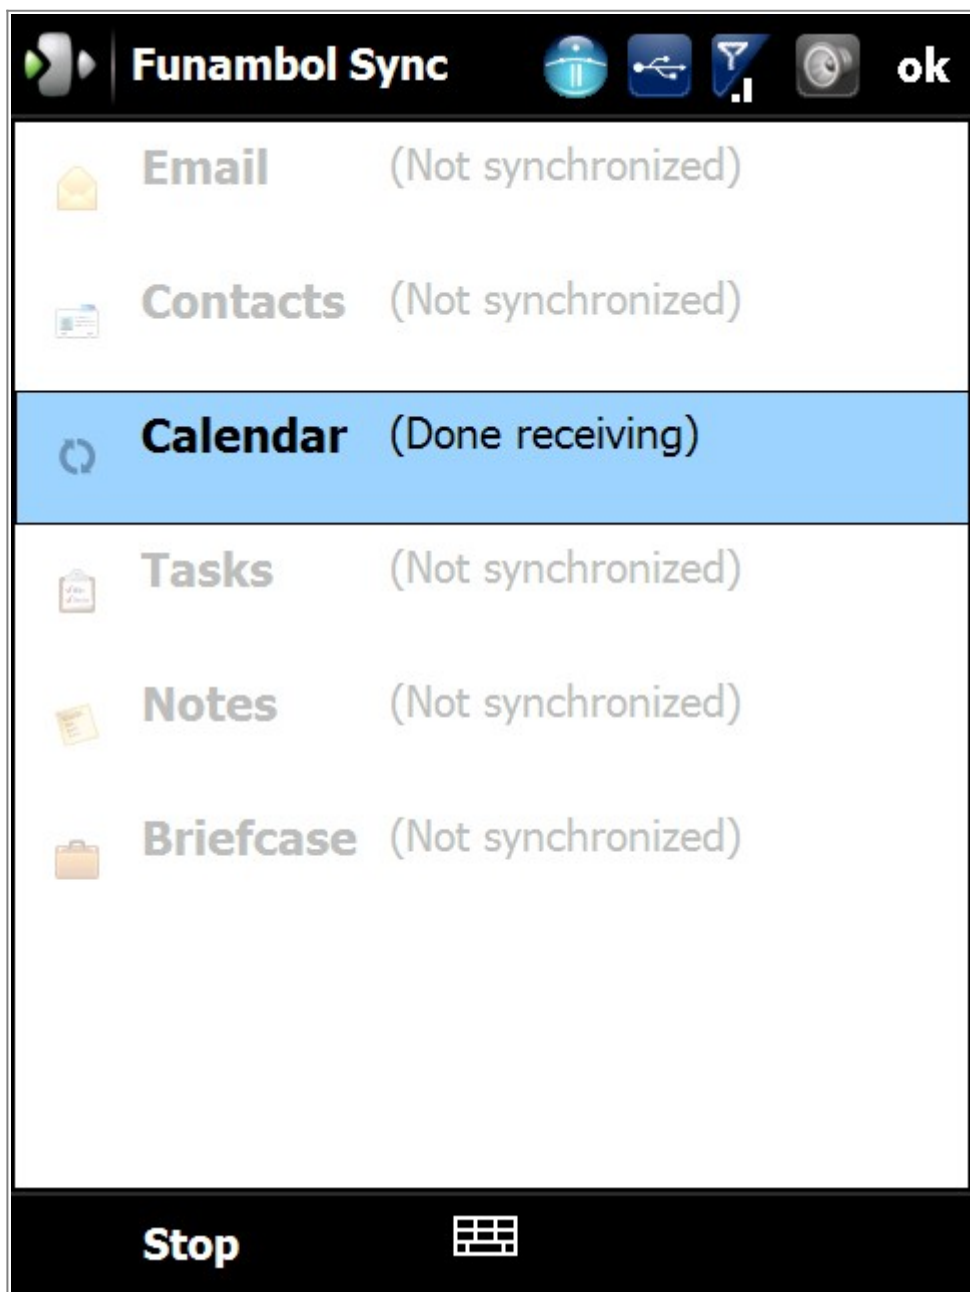 Funambol Sync ok
Email (Not synchronized)
Contacts (Not synchronized)
Calendar (Done receiving)
Tasks (Not synchronized)
Notes (Not synchronized)
Briefcase (Not synchronized)
Stop